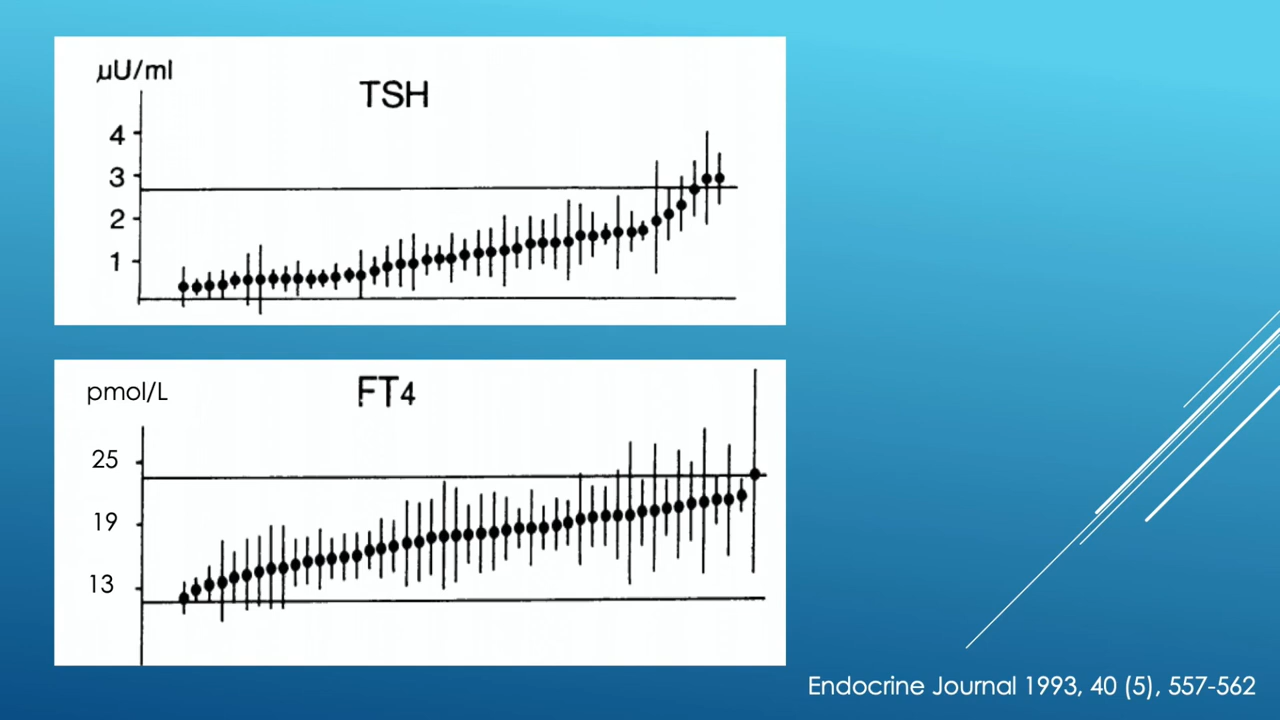 µU/ml
TSH
4
3
2
1
pmol/L
FT4
25
19
13
Endocrine Journal 1993, 40 (5), 557-562